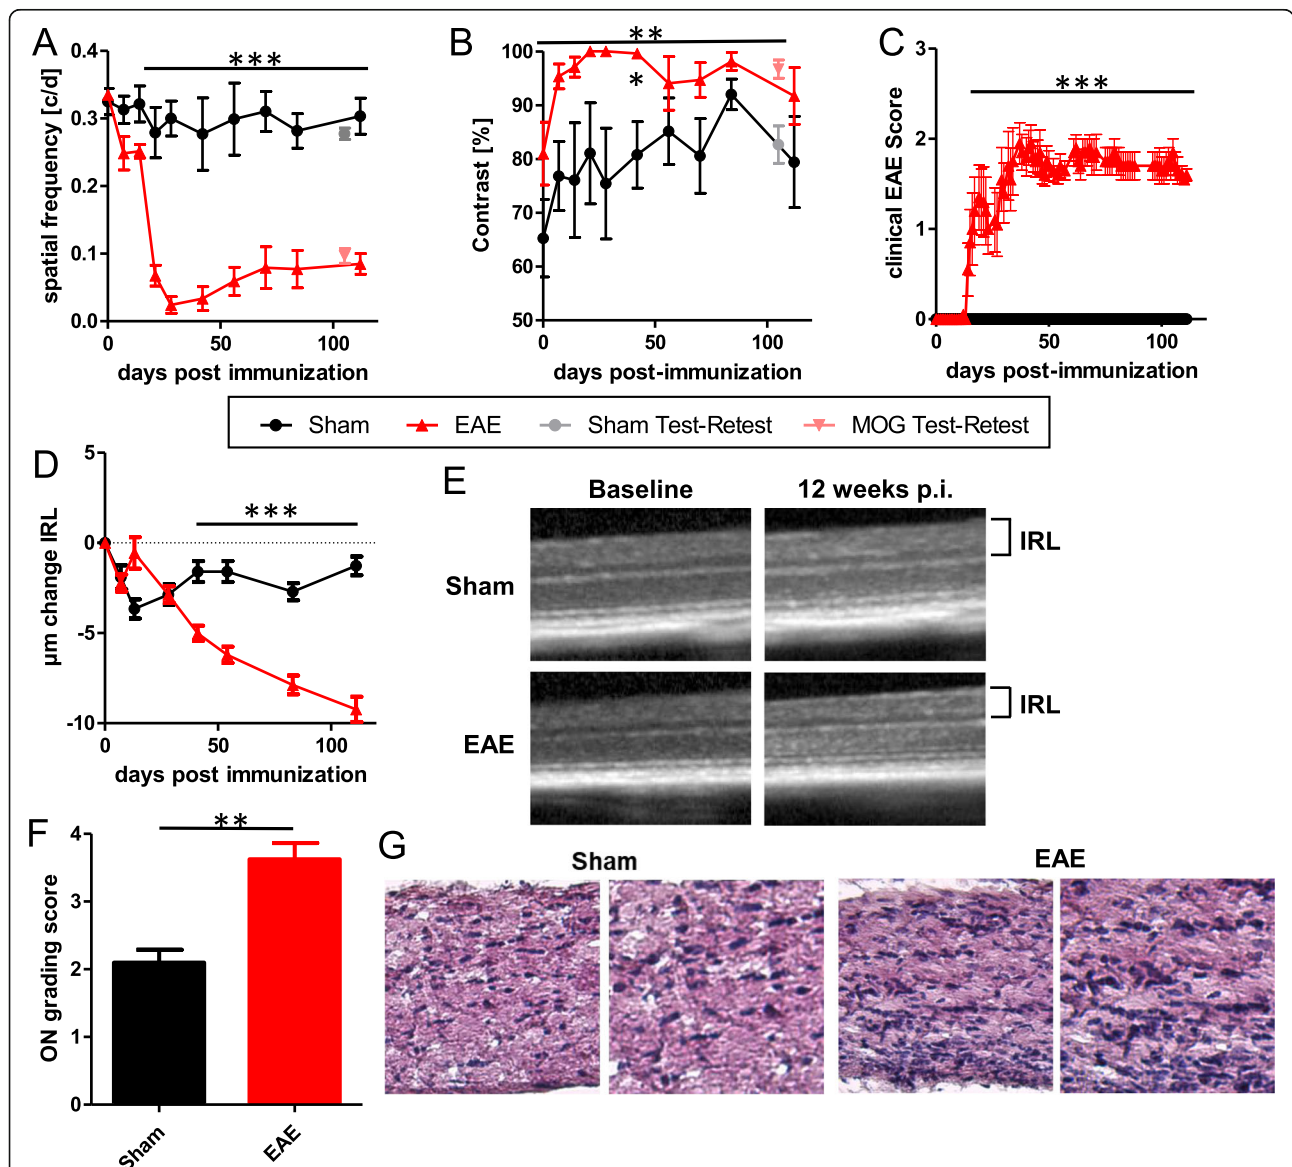 A
***
0.4
0.3
0.2
0.1
0.0
spatial frequency [c/d]
0 50 100
days post immunization
B
**
*
100
90
80
70
60
50
Contrast [%]
0 50 100
days post-immunization
C
***
3
2
1
0
clinical EAE Score
0 50 100
days post-immunization
Sham EAE Sham Test-Retest MOG Test-Retest
D
***
5
0
-5
-10
µm change IRL
0 50 100
days post immunization
E
Baseline 12 weeks p.i.
Sham
IRL
EAE
IRL
F
**
4
3
2
1
0
ON grading score
Sham
EAE
G
Sham EAE